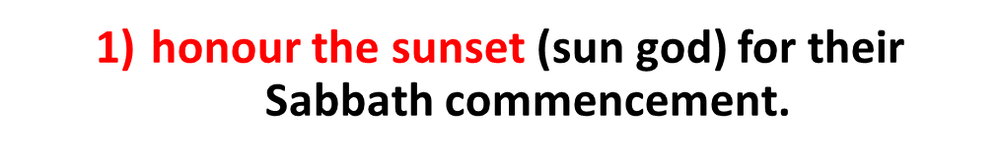 1) honour the sunset (sun god) for their
Sabbath commencement.